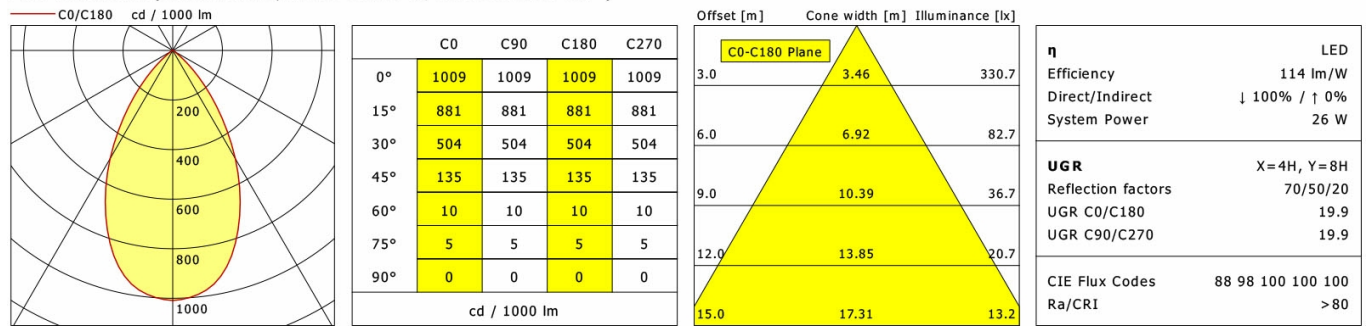 C0/C180 cd / 1000 lm
200
400
600
800
1000
C0 C90 C180 C270
0° 1009 1009 1009 1009
15° 881 881 881 881
30° 504 504 504 504
45° 135 135 135 135
60° 10 10 10 10
75° 5 5 5 5
90° 0 0 0 0
cd / 1000 lm
Offset [m] Cone width [m] Illuminance [lx]
C0-C180 Plane
3.0 3.46 330.7
6.0 6.92 82.7
9.0 10.39 36.7
12.0 13.85 20.7
15.0 17.31 13.2
η LED
Efficiency 114 lm/W
Direct/Indirect ↓ 100% / ↑ 0%
System Power 26 W
UGR X=4H, Y=8H
Reflection factors 70/50/20
UGR C0/C180 19.9
UGR C90/C270 19.9
CIE Flux Codes 88 98 100 100 100
Ra/CRI >80